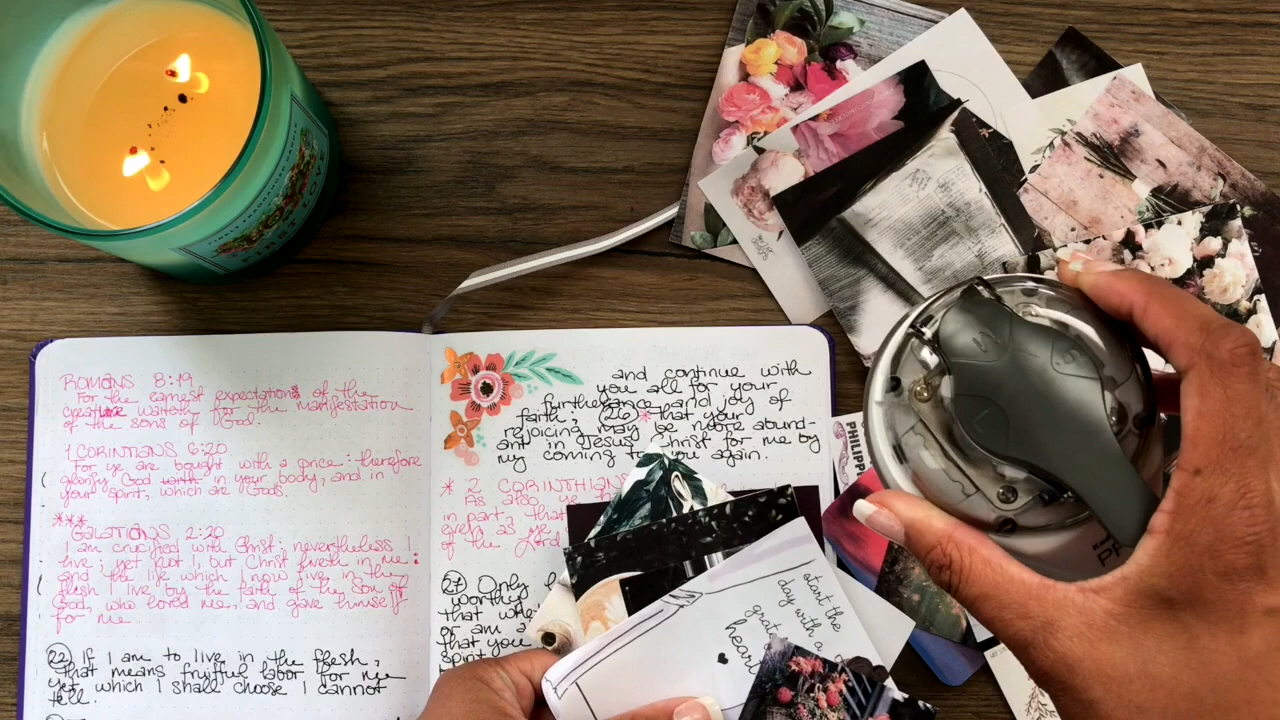 ROMANS 8:19
For the earnest expectations of the
creature waiteth for the manifestation
of the sons of God.
1 CORINTIANS 6:20
For ye are bought with a price: therefore
glorify God in your body, and in
your spirit, which are Gods.
***
GALATIONS 2:20
I am crucified with Christ: nevertheless I
live; yet not I, but Christ liveth in me:
and the life which I now live in the
flesh I live by the faith of the Son of
God, who loved me, and gave himself
for me.
(22) If I am to live in the flesh,
that means fruitful labor for me
yet which I shall choose I cannot
tell.
and continue with
you all for your
furtherance and joy of
faith; (26) * that your
rejoicing may be more abund-
ant in Jesus Christ for me by
my coming to you again.
* 2 CORINTHIAN
As also ye
in part, that
even as ye
of the Lord
(27) Only
worthy
that whe
or am a
that you
spirit
start the
day with a
grate
heart
PHILIPPI